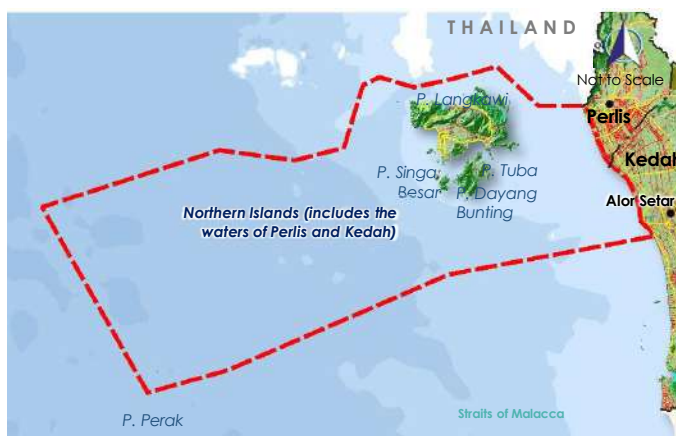 THAILAND
Not to Scale
P. Langkawi
Perlis
Kedah
P. Singa
Besar
P. Tuba
P. Dayang
Bunting
Alor Setar
Northern Islands (includes the
waters of Perlis and Kedah)
P. Perak
Straits of Malacca